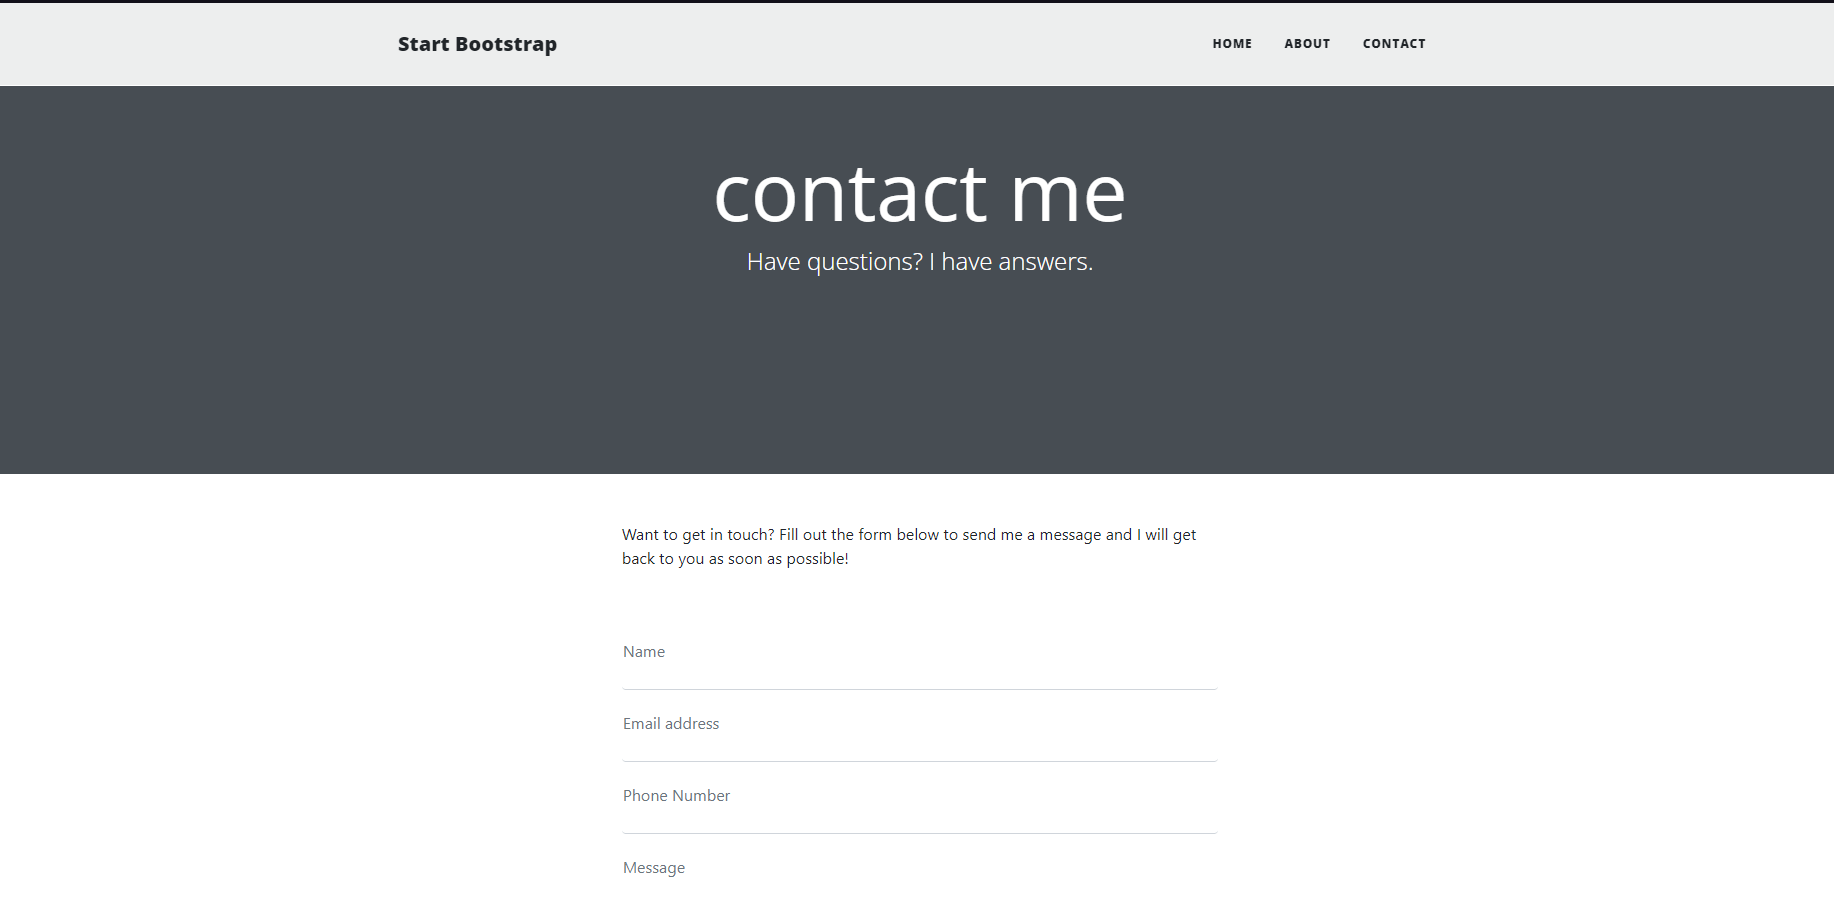 Start Bootstrap
HOME ABOUT CONTACT
contact me
Have questions? I have answers.
Want to get in touch? Fill out the form below to send me a message and I will get
back to you as soon as possible!
Name
Email address
Phone Number
Message